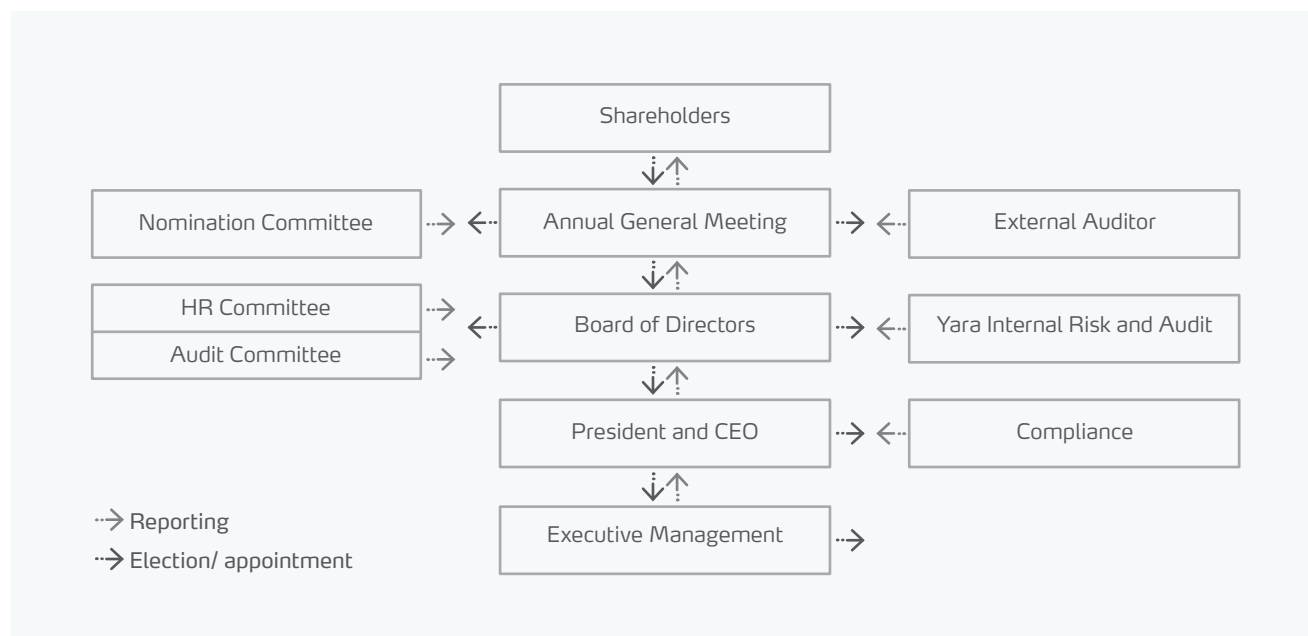 Shareholders
Nomination Committee
Annual General Meeting
External Auditor
HR Committee
Audit Committee
Board of Directors
Yara Internal Risk and Audit
President and CEO
Compliance
Executive Management
Reporting
Election/ appointment